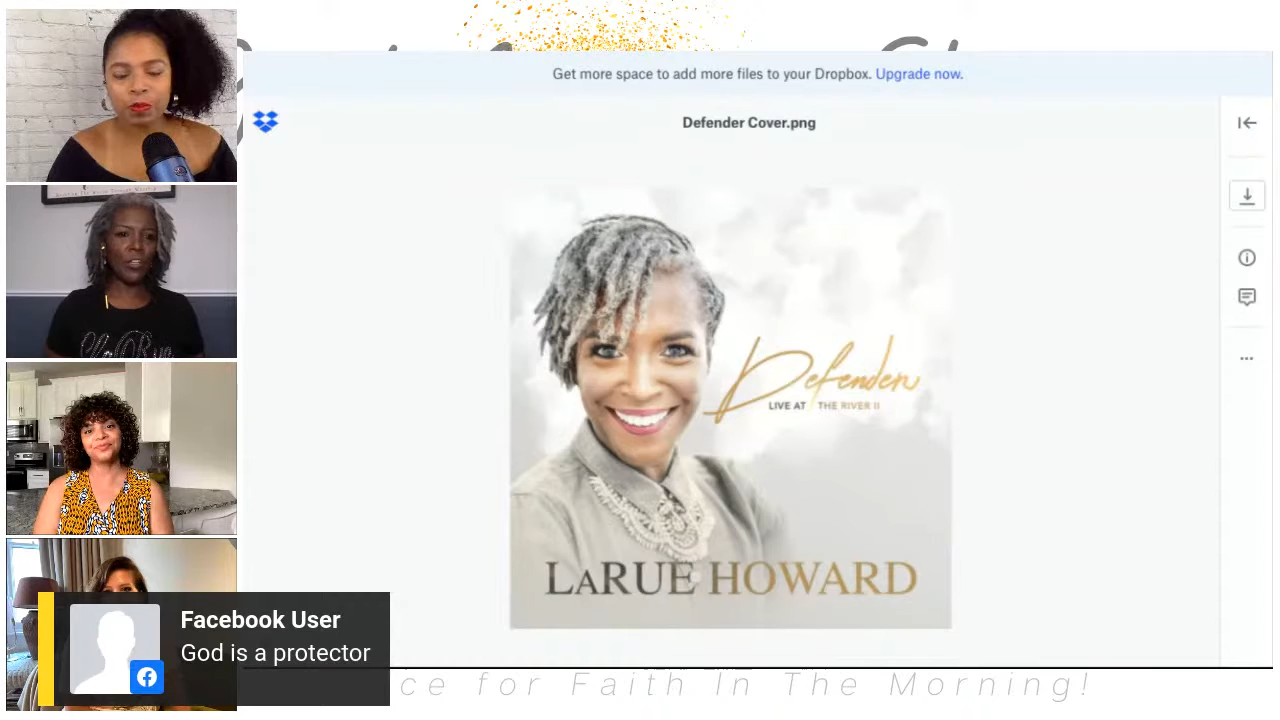 Get more space to add more files to your Dropbox. Upgrade now.
Defender Cover.png
Defender
LIVE AT THE RIVER II
LARUE HOWARD
Facebook User
God is a protector
ce for Faith In The Morning!